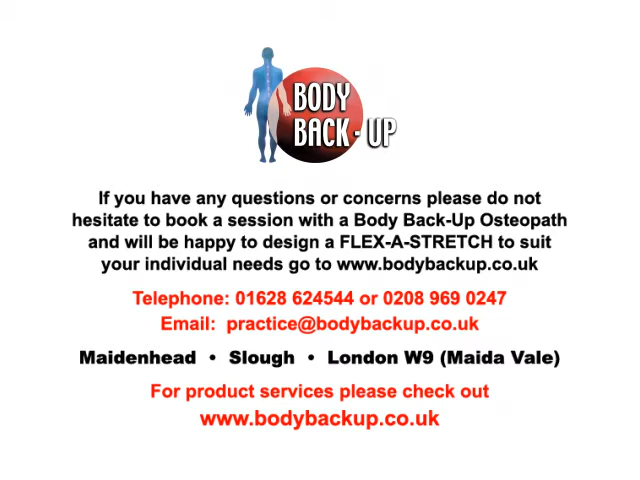 BODY
BACK-UP
If you have any questions or concerns please do not
hesitate to book a session with a Body Back-Up Osteopath
and will be happy to design a FLEX-A-STRETCH to suit
your individual needs go to www.bodybackup.co.uk
Telephone: 01628 624544 or 0208 969 0247
Email: practice@bodybackup.co.uk
Maidenhead • Slough • London W9 (Maida Vale)
For product services please check out
www.bodybackup.co.uk